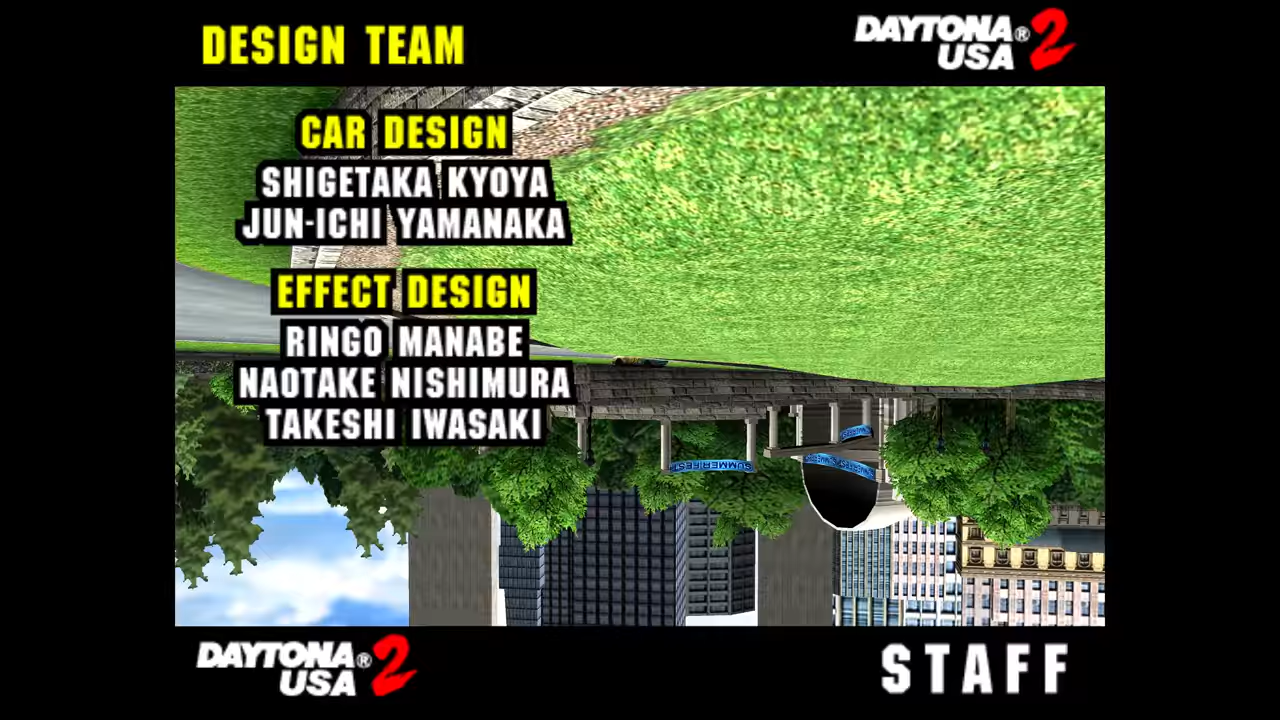 DESIGN TEAM
DAYTONA® USA 2
CAR DESIGN
SHIGETAKA KYOYA
JUN-ICHI YAMANAKA
EFFECT DESIGN
RINGO MANABE
NAOTAKE NISHIMURA
TAKESHI IWASAKI
SUMMERFEST
DAYTONA® USA 2
STAFF